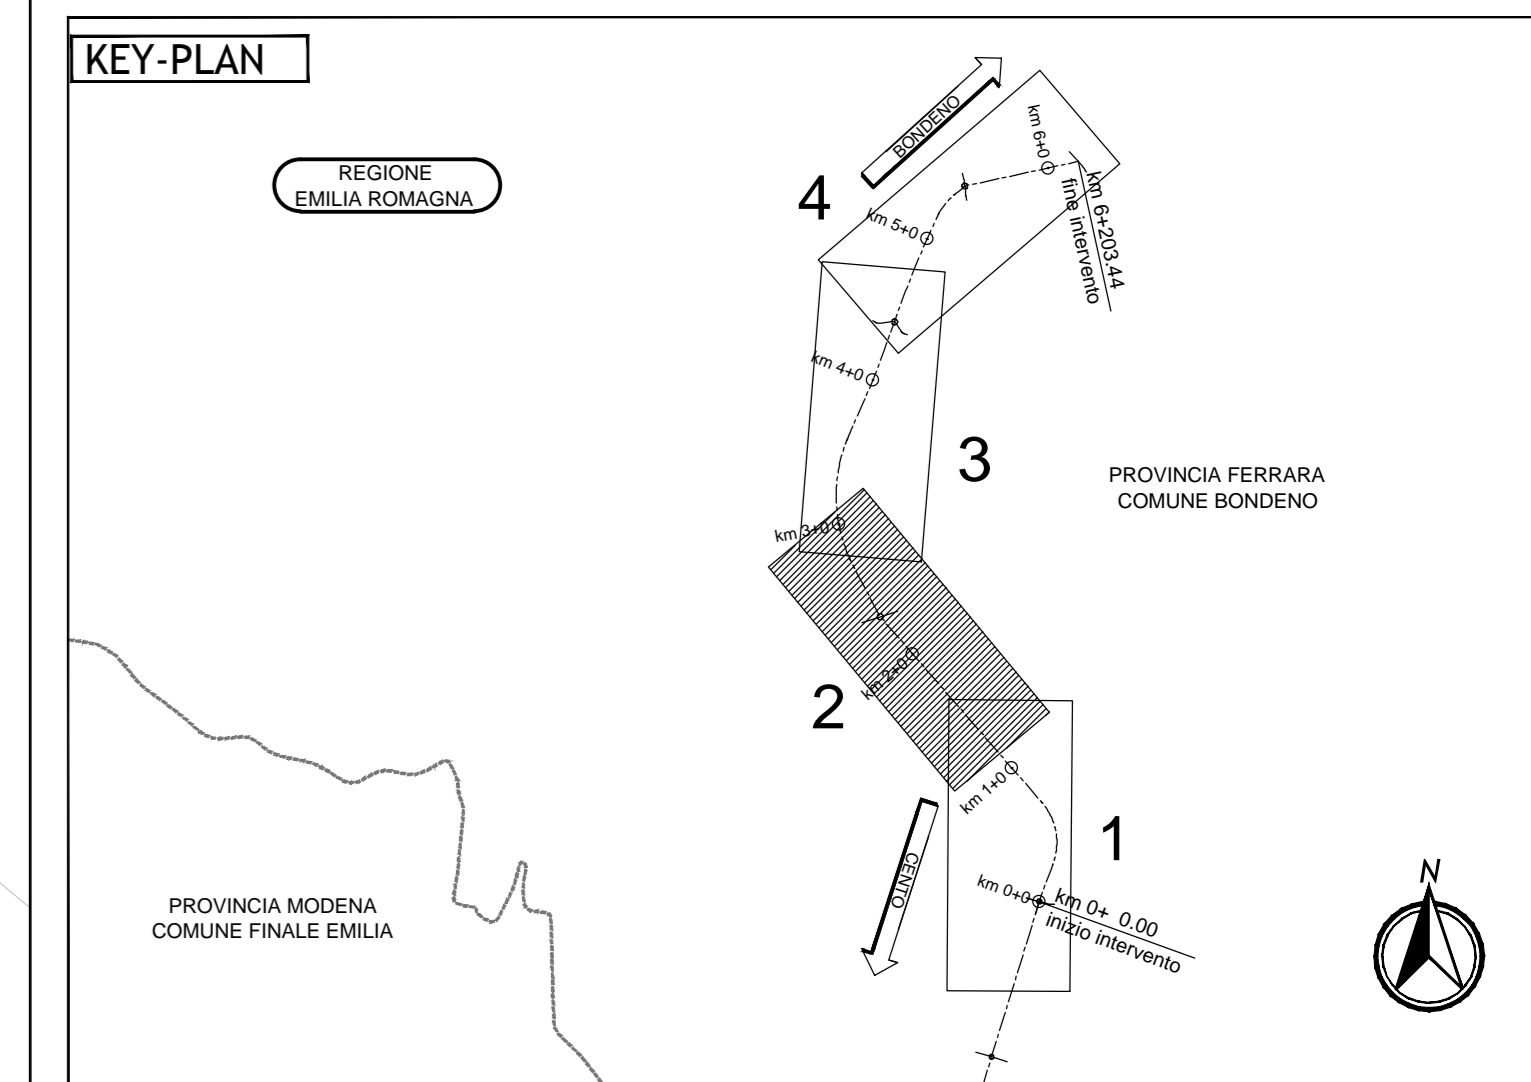 KEY-PLAN
REGIONE
EMILIA ROMAGNA
BONDENO
4
km 6+0
km 6+203.44
fine intervento
km 5+0
km 4+0
3
PROVINCIA FERRARA
COMUNE BONDENO
km 3+0
km 2+0
2
km 1+0
1
CENTO
km 0+0
km 0+ 0.00
inizio intervento
PROVINCIA MODENA
COMUNE FINALE EMILIA
N